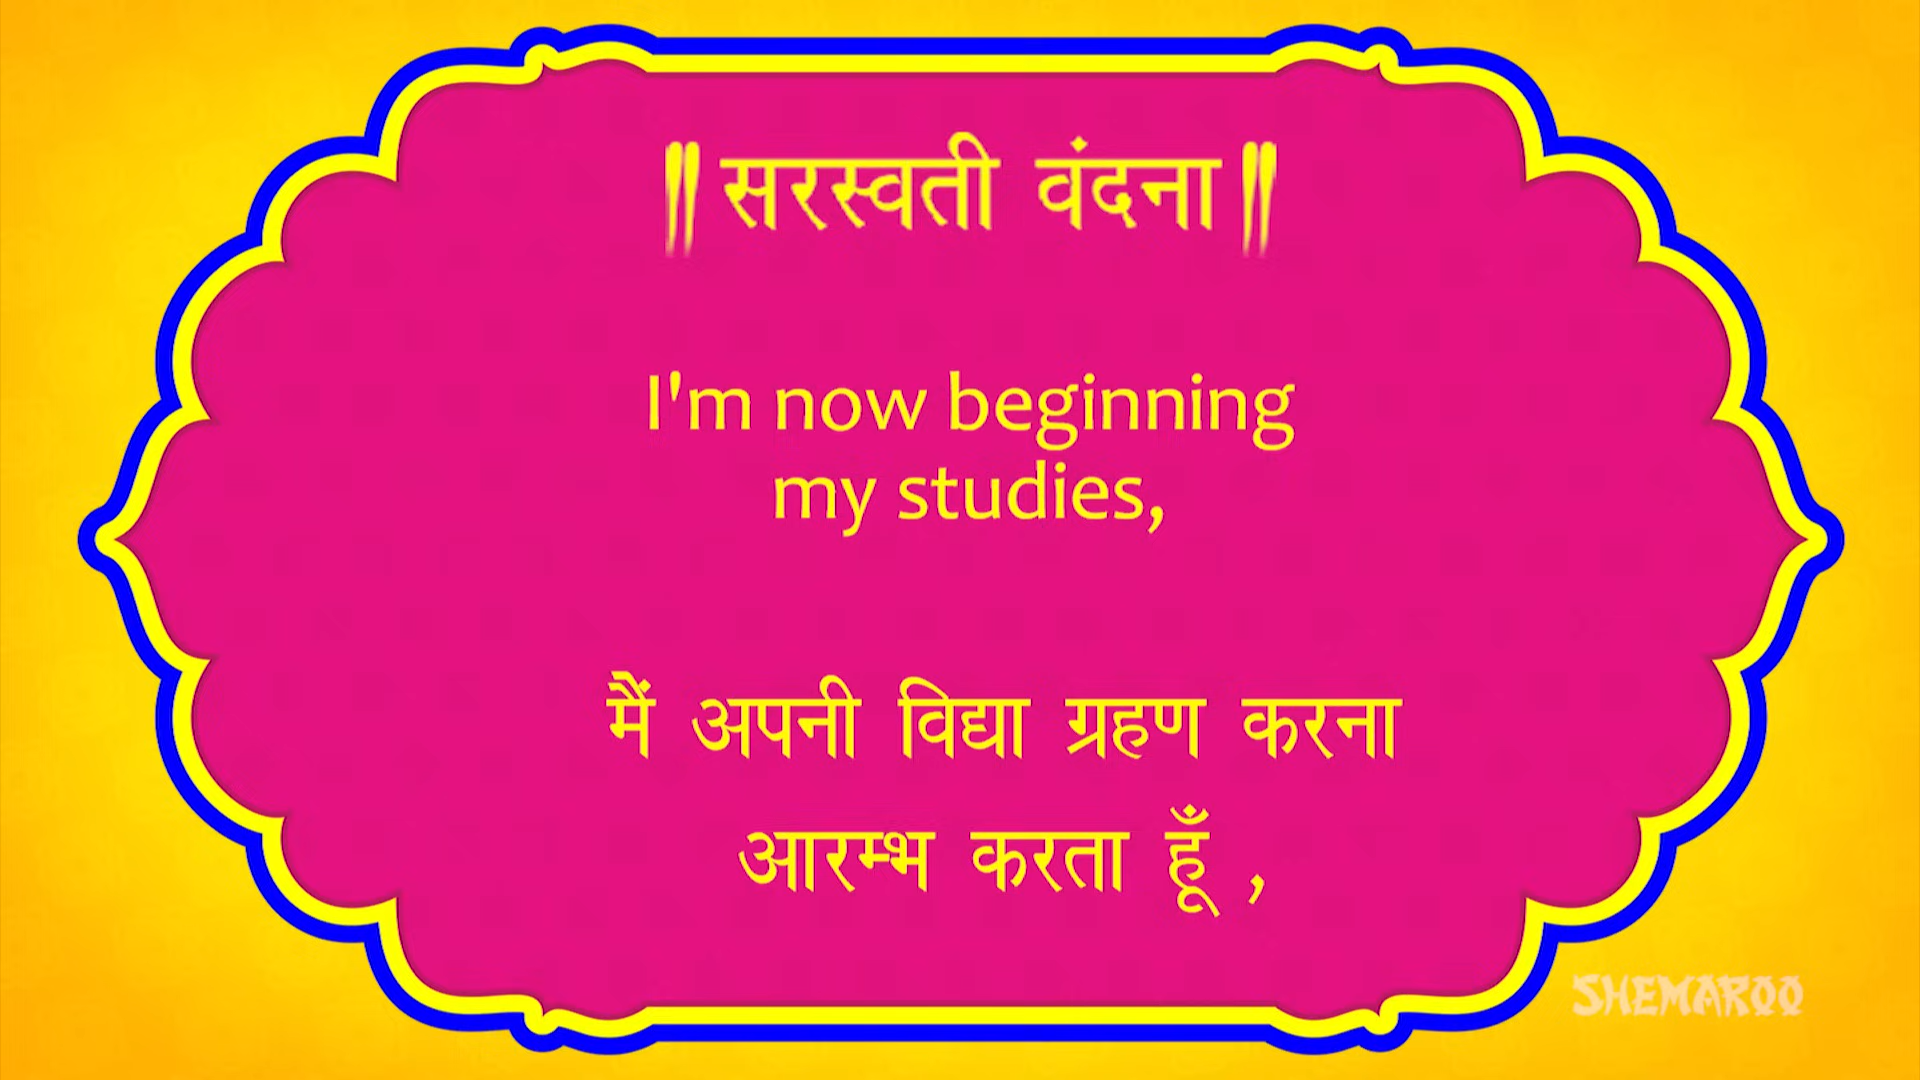 ॥ सरस्वती वंदना ॥
I'm now beginning
my studies,
मैं अपनी विद्या ग्रहण करना
आरम्भ करता हूँ ,
SHEMAROO